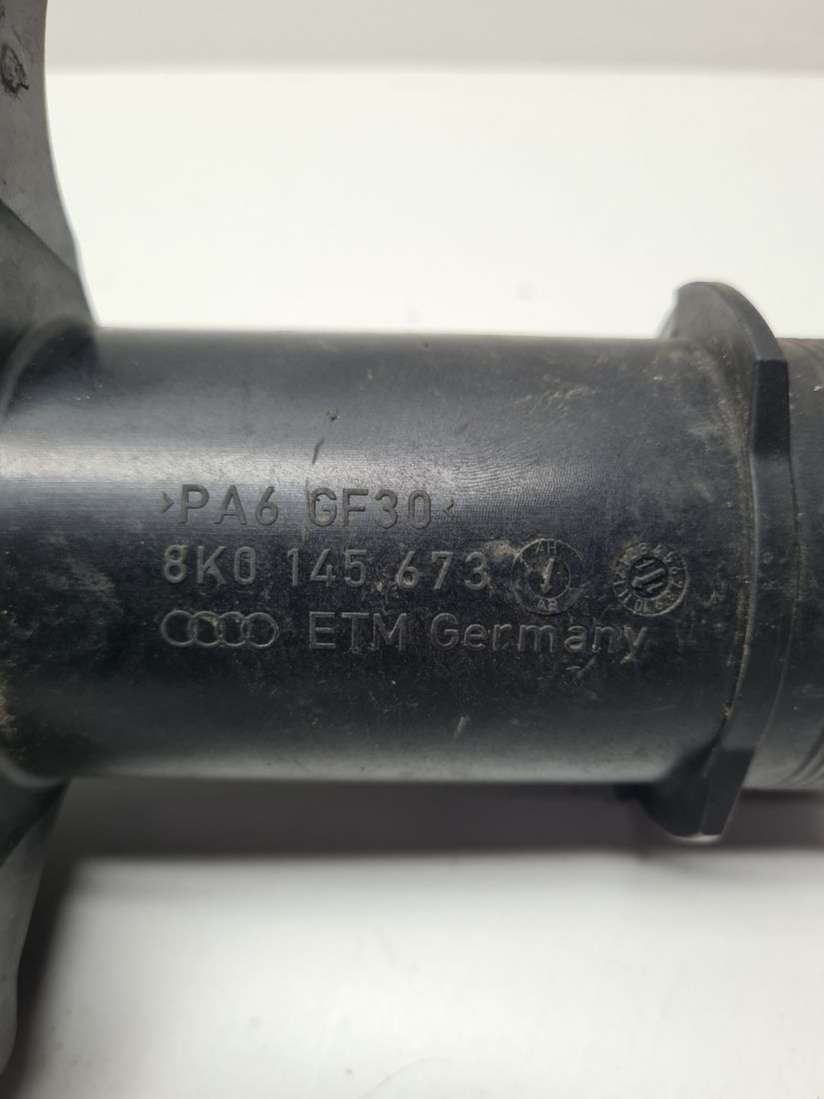 >PA6 GF30<
8K0 145 673
ETM Germany